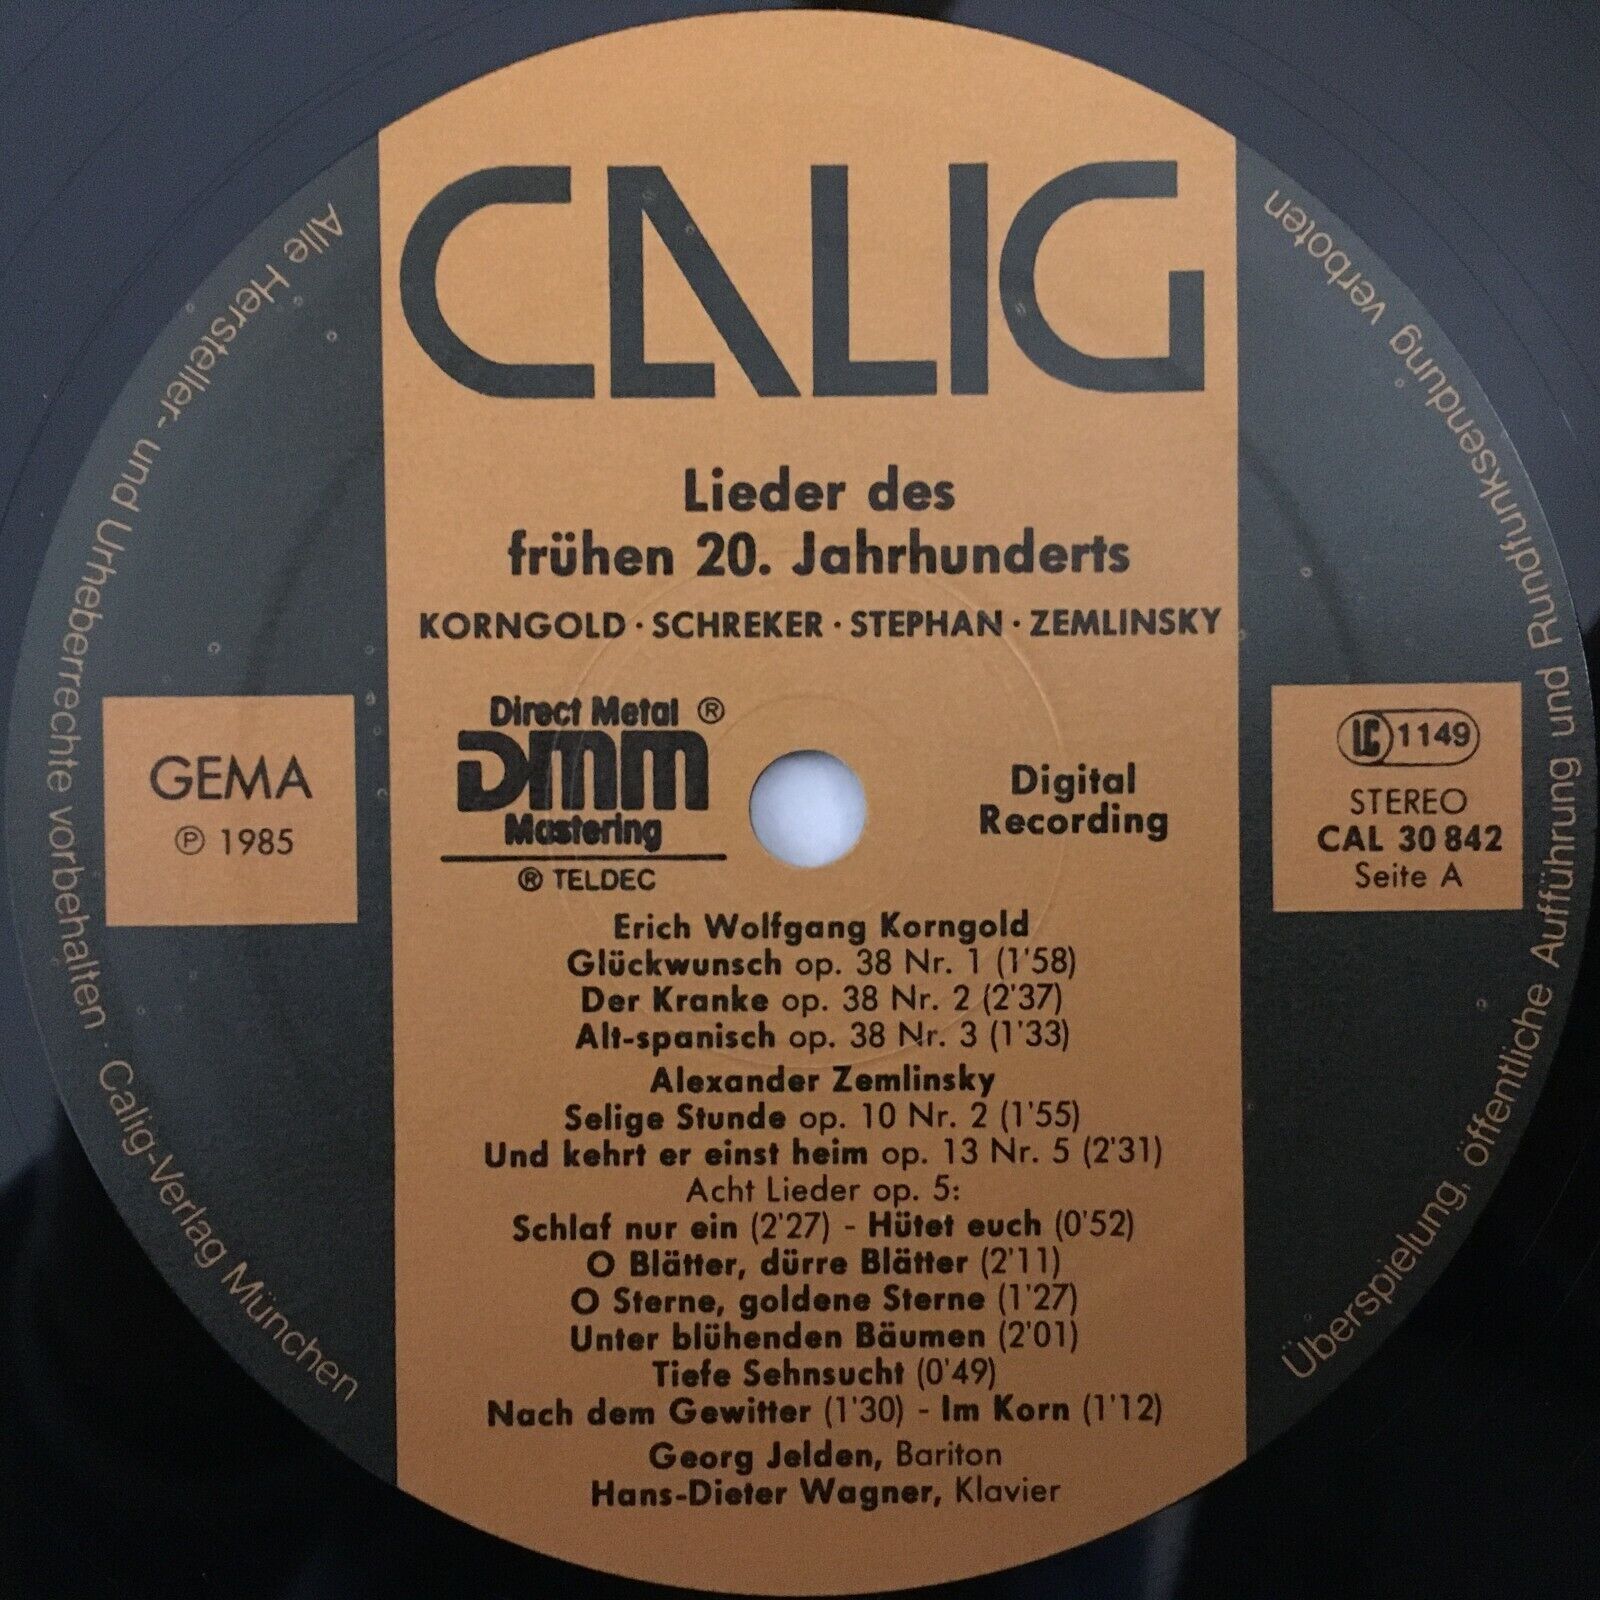 CALIG
Lieder des
frühen 20. Jahrhunderts
KORNGOLD · SCHREKER · STEPHAN · ZEMLINSKY
Direct Metal ®
DMM
Mastering
® TELDEC
Digital
Recording
GEMA
℗ 1985
LC 1149
STEREO
CAL 30 842
Seite A
Erich Wolfgang Korngold
Glückwunsch op. 38 Nr. 1 (1'58)
Der Kranke op. 38 Nr. 2 (2'37)
Alt-spanisch op. 38 Nr. 3 (1'33)
Alexander Zemlinsky
Selige Stunde op. 10 Nr. 2 (1'55)
Und kehrt er einst heim op. 13 Nr. 5 (2'31)
Acht Lieder op. 5:
Schlaf nur ein (2'27) - Hütet euch (0'52)
O Blätter, dürre Blätter (2'11)
O Sterne, goldene Sterne (1'27)
Unter blühenden Bäumen (2'01)
Tiefe Sehnsucht (0'49)
Nach dem Gewitter (1'30) - Im Korn (1'12)
Georg Jelden, Bariton
Hans-Dieter Wagner, Klavier
Alle Hersteller- und Urheberrechte vorbehalten · Calig-Verlag München
Überspielung, öffentliche Aufführung und Rundfunksendung verboten